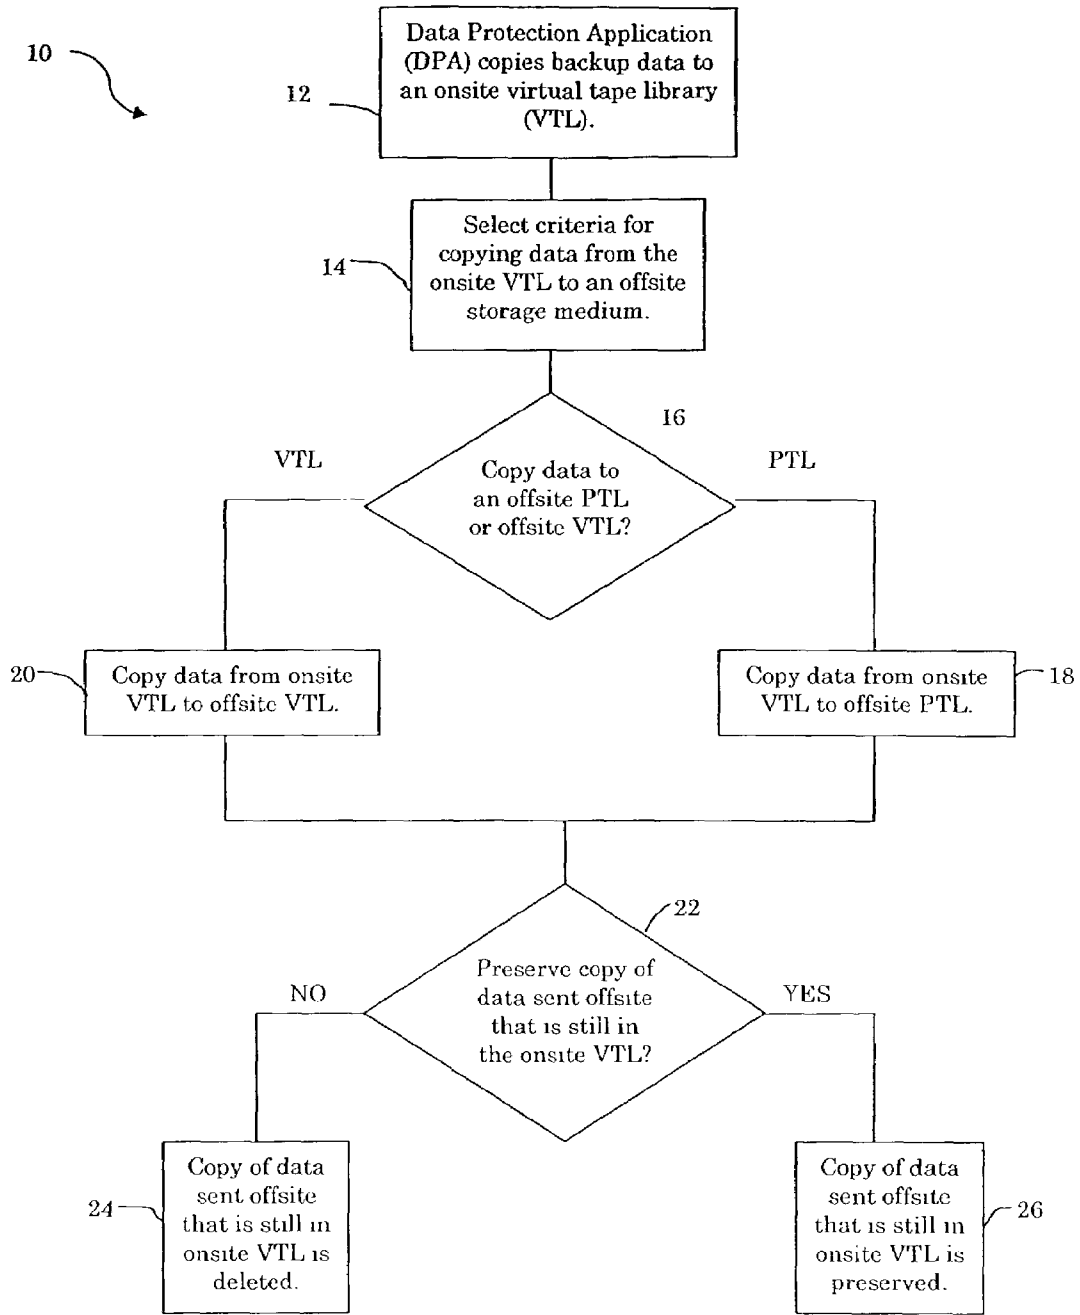 10
Data Protection Application
(DPA) copies backup data to
an onsite virtual tape library
(VTL).
12
Select criteria for
copying data from the
onsite VTL to an offsite
storage medium.
14
16
VTL
PTL
Copy data to
an offsite PTL
or offsite VTL?
20
Copy data from onsite
VTL to offsite VTL.
Copy data from onsite
VTL to offsite PTL.
18
22
Preserve copy of
data sent offsite
that is still in
the onsite VTL?
NO
YES
24
Copy of data
sent offsite
that is still in
onsite VTL is
deleted.
Copy of data
sent offsite
that is still in
onsite VTL is
preserved.
26